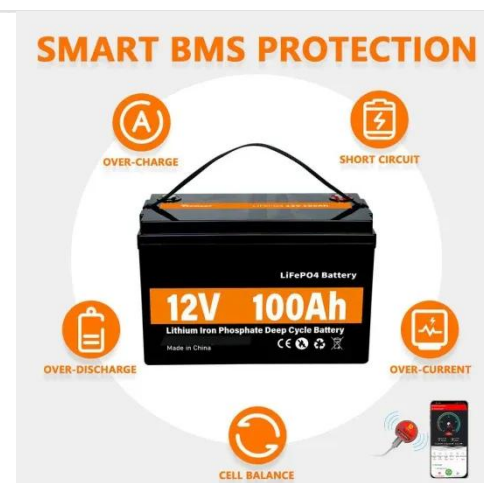 SMART BMS PROTECTION
A
OVER-CHARGE
SHORT CIRCUIT
LiFePO4 Battery
12V 100Ah
Lithium Iron Phosphate Deep Cycle Battery
Made in China
CE
OVER-DISCHARGE
OVER-CURRENT
CELL BALANCE